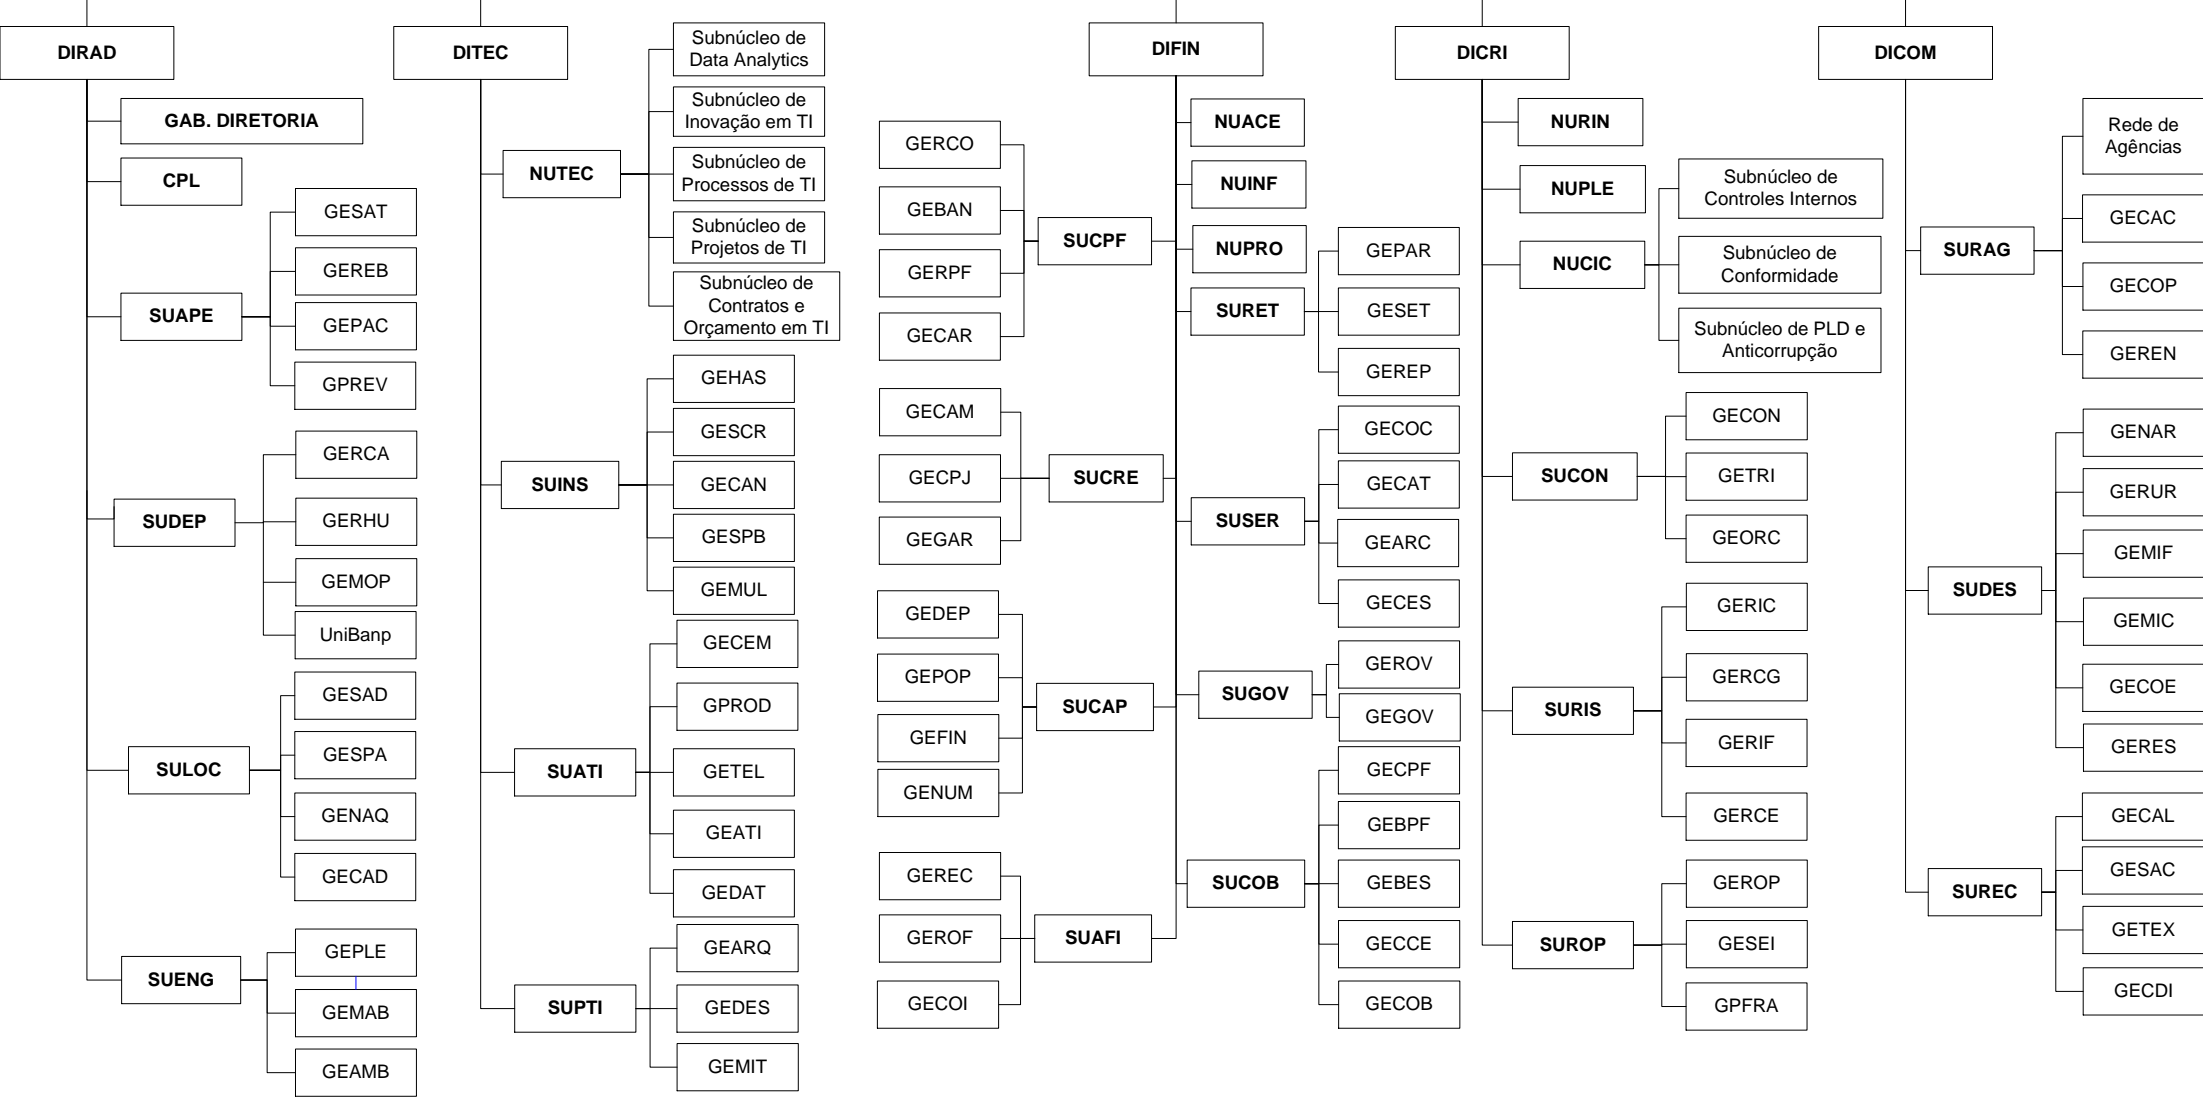 DIRAD
GAB. DIRETORIA
CPL
SUAPE
GESAT
GEREB
GEPAC
GPREV
SUDEP
GERCA
GERHU
GEMOP
UniBanp
SULOC
GESAD
GESPA
GENAQ
GECAD
SUENG
GEPLE
GEMAB
GEAMB
DITEC
NUTEC
Subnúcleo de
Data Analytics
Subnúcleo de
Inovação em TI
Subnúcleo de
Processos de TI
Subnúcleo de
Projetos de TI
Subnúcleo de
Contratos e
Orçamento em TI
SUINS
GEHAS
GESCR
GECAN
GESPB
GEMUL
SUATI
GECEM
GPROD
GETEL
GEATI
GEDAT
SUPTI
GEARQ
GEDES
GEMIT
DIFIN
SUCPF
GERCO
GEBAN
GERPF
GECAR
SUCRE
GECAM
GECPJ
GEGAR
SUCAP
GEDEP
GEPOP
GEFIN
GENUM
SUAFI
GEREC
GEROF
GECOI
NUACE
NUINF
NUPRO
SURET
GEPAR
GESET
GEREP
SUSER
GECOC
GECAT
GEARC
GECES
SUGOV
GEROV
GEGOV
SUCOB
GECPF
GEBPF
GEBES
GECCE
GECOB
DICRI
NURIN
NUPLE
NUCIC
Subnúcleo de
Controles Internos
Subnúcleo de
Conformidade
Subnúcleo de PLD e
Anticorrupção
SUCON
GECON
GETRI
GEORC
SURIS
GERIC
GERCG
GERIF
GERCE
SUROP
GEROP
GESEI
GPFRA
DICOM
SURAG
Rede de
Agências
GECAC
GECOP
GEREN
SUDES
GENAR
GERUR
GEMIF
GEMIC
GECOE
GERES
SUREC
GECAL
GESAC
GETEX
GECDI